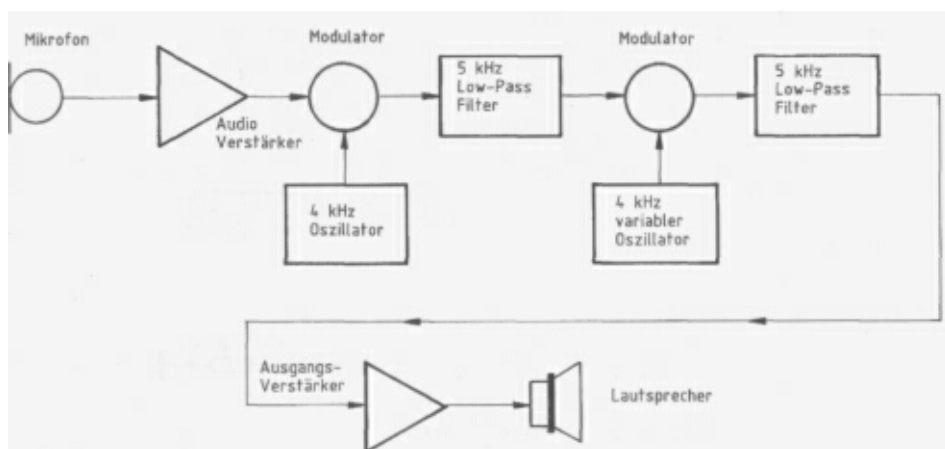 Mikrofon
Modulator
Modulator
5 kHz
Low-Pass
Filter
5 kHz
Low-Pass
Filter
Audio
Verstärker
4 kHz
Oszillator
4 kHz
variabler
Oszillator
Ausgangs-
Verstärker
Lautsprecher